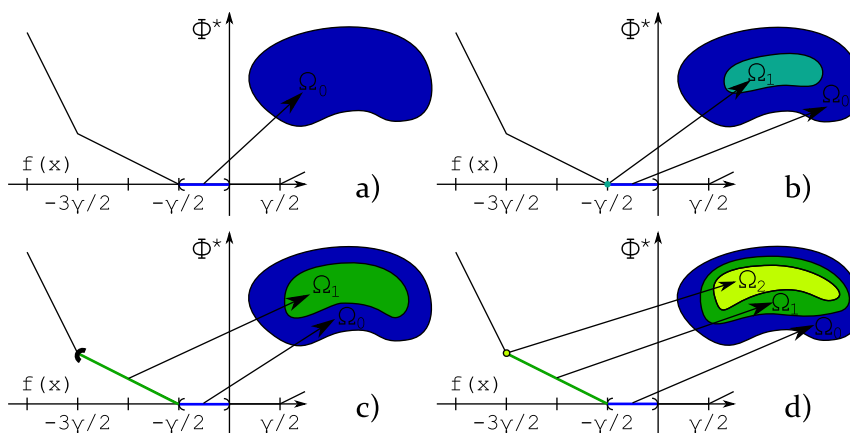 Φ*
Ω₀
f(x)
-3γ/2
-γ/2
γ/2
a)
Φ*
Ω₁
Ω₀
f(x)
-3γ/2
-γ/2
γ/2
b)
Φ*
Ω₁
Ω₀
f(x)
-3γ/2
-γ/2
γ/2
c)
Φ*
Ω₂
Ω₁
Ω₀
f(x)
-3γ/2
-γ/2
γ/2
d)